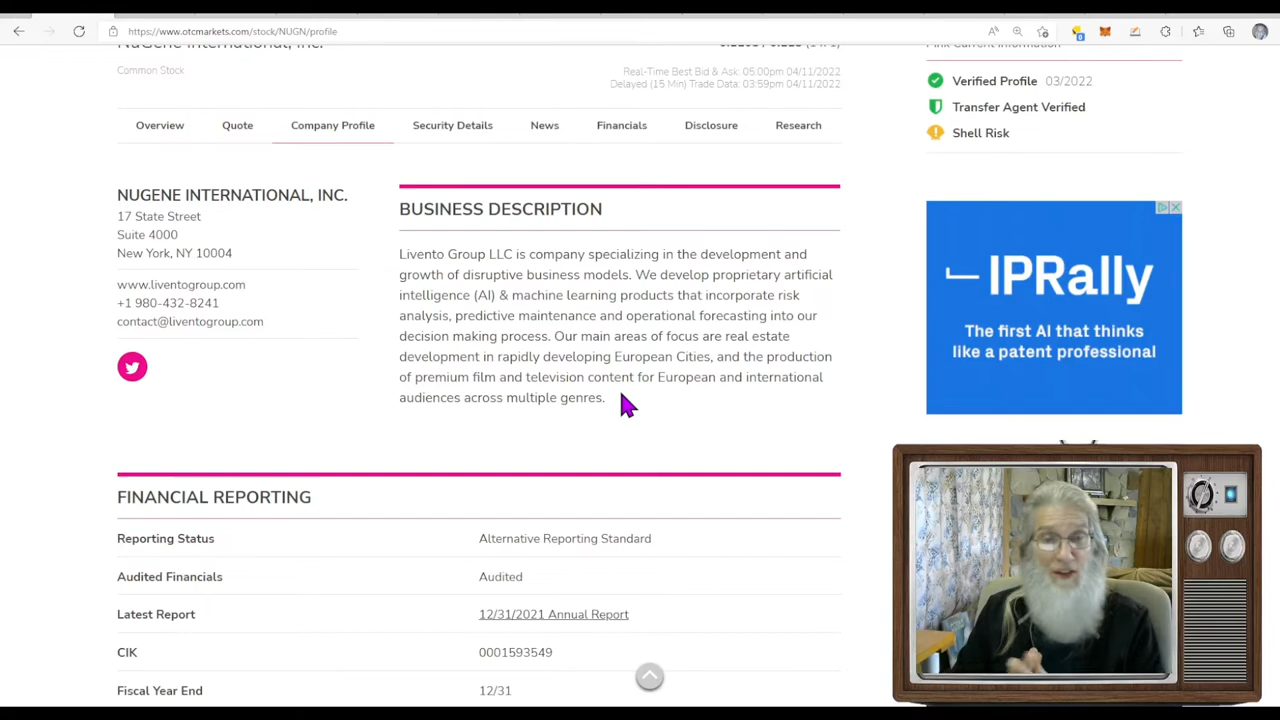 https://www.otcmarkets.com/stock/NUGN/profile
NuGene International, Inc.
Common Stock
Real-Time Best Bid & Ask: 05:00pm 04/11/2022
Delayed (15 Min) Trade Data: 03:59pm 04/11/2022
Pink Current Information
Verified Profile 03/2022
Transfer Agent Verified
Shell Risk
Overview
Quote
Company Profile
Security Details
News
Financials
Disclosure
Research
NUGENE INTERNATIONAL, INC.
17 State Street
Suite 4000
New York, NY 10004
www.liventogroup.com
+1 980-432-8241
contact@liventogroup.com
BUSINESS DESCRIPTION
Livento Group LLC is company specializing in the development and
growth of disruptive business models. We develop proprietary artificial
intelligence (AI) & machine learning products that incorporate risk
analysis, predictive maintenance and operational forecasting into our
decision making process. Our main areas of focus are real estate
development in rapidly developing European Cities, and the production
of premium film and television content for European and international
audiences across multiple genres.
IPRally
The first AI that thinks
like a patent professional
FINANCIAL REPORTING
Reporting Status Alternative Reporting Standard
Audited Financials Audited
Latest Report 12/31/2021 Annual Report
CIK 0001593549
Fiscal Year End 12/31